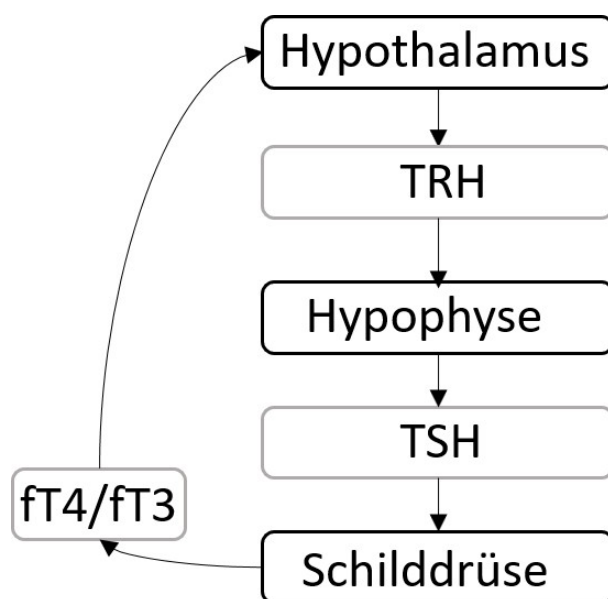 Hypothalamus
TRH
Hypophyse
TSH
fT4/fT3
Schilddrüse